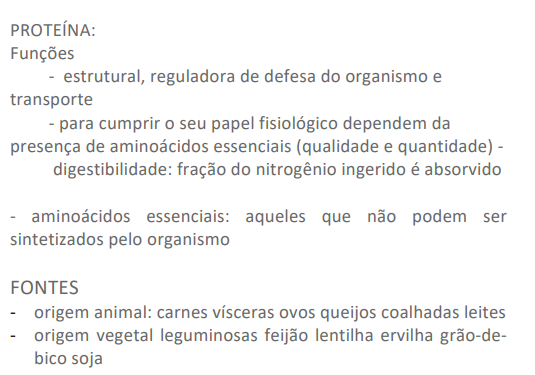 PROTEÍNA:
Funções
- estrutural, reguladora de defesa do organismo e
transporte
- para cumprir o seu papel fisiológico dependem da
presença de aminoácidos essenciais (qualidade e quantidade) -
digestibilidade: fração do nitrogênio ingerido é absorvido
- aminoácidos essenciais: aqueles que não podem ser
sintetizados pelo organismo
FONTES
- origem animal: carnes vísceras ovos queijos coalhadas leites
- origem vegetal leguminosas feijão lentilha ervilha grão-de-
bico soja